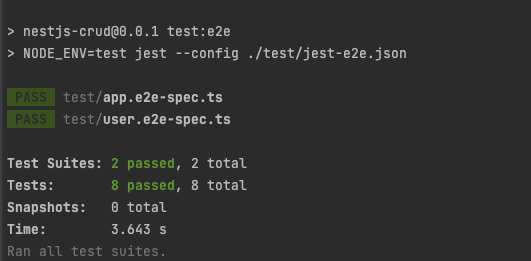 > nestjs-crud@0.0.1 test:e2e
> NODE_ENV=test jest --config ./test/jest-e2e.json
PASS test/app.e2e-spec.ts
PASS test/user.e2e-spec.ts
Test Suites: 2 passed, 2 total
Tests: 8 passed, 8 total
Snapshots: 0 total
Time: 3.643 s
Ran all test suites.